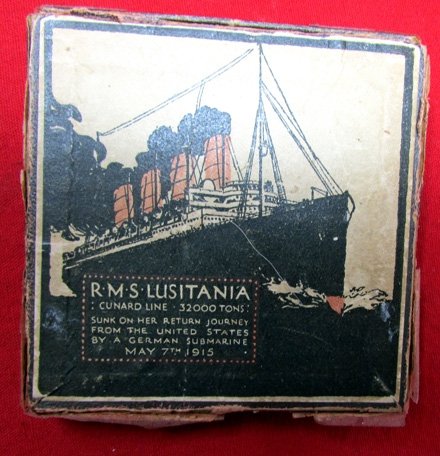 R·M·S·LUSITANIA
: CUNARD LINE · 32000 TONS :
SUNK ON HER RETURN JOURNEY
FROM THE UNITED STATES
BY A GERMAN SUBMARINE
MAY 7TH 1915